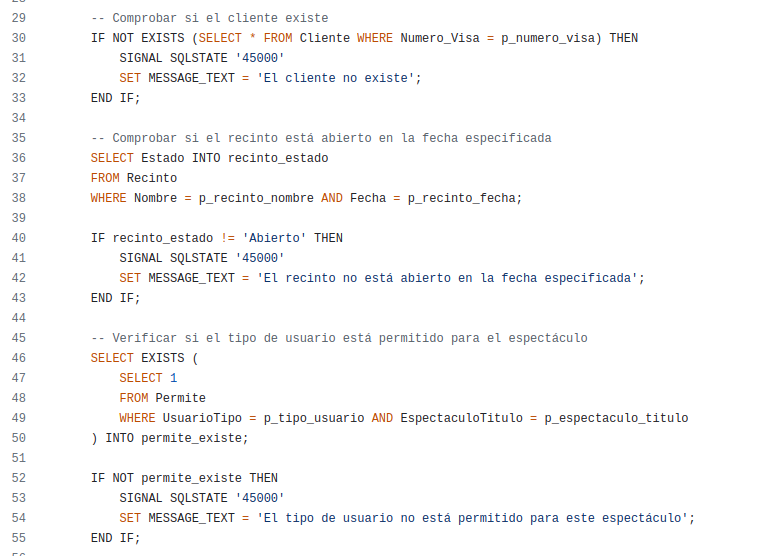 29 -- Comprobar si el cliente existe
30 IF NOT EXISTS (SELECT * FROM Cliente WHERE Numero_Visa = p_numero_visa) THEN
31 SIGNAL SQLSTATE '45000'
32 SET MESSAGE_TEXT = 'El cliente no existe';
33 END IF;
34
35 -- Comprobar si el recinto está abierto en la fecha especificada
36 SELECT Estado INTO recinto_estado
37 FROM Recinto
38 WHERE Nombre = p_recinto_nombre AND Fecha = p_recinto_fecha;
39
40 IF recinto_estado != 'Abierto' THEN
41 SIGNAL SQLSTATE '45000'
42 SET MESSAGE_TEXT = 'El recinto no está abierto en la fecha especificada';
43 END IF;
44
45 -- Verificar si el tipo de usuario está permitido para el espectáculo
46 SELECT EXISTS (
47 SELECT 1
48 FROM Permite
49 WHERE UsuarioTipo = p_tipo_usuario AND EspectaculoTitulo = p_espectaculo_titulo
50 ) INTO permite_existe;
51
52 IF NOT permite_existe THEN
53 SIGNAL SQLSTATE '45000'
54 SET MESSAGE_TEXT = 'El tipo de usuario no está permitido para este espectáculo';
55 END IF;